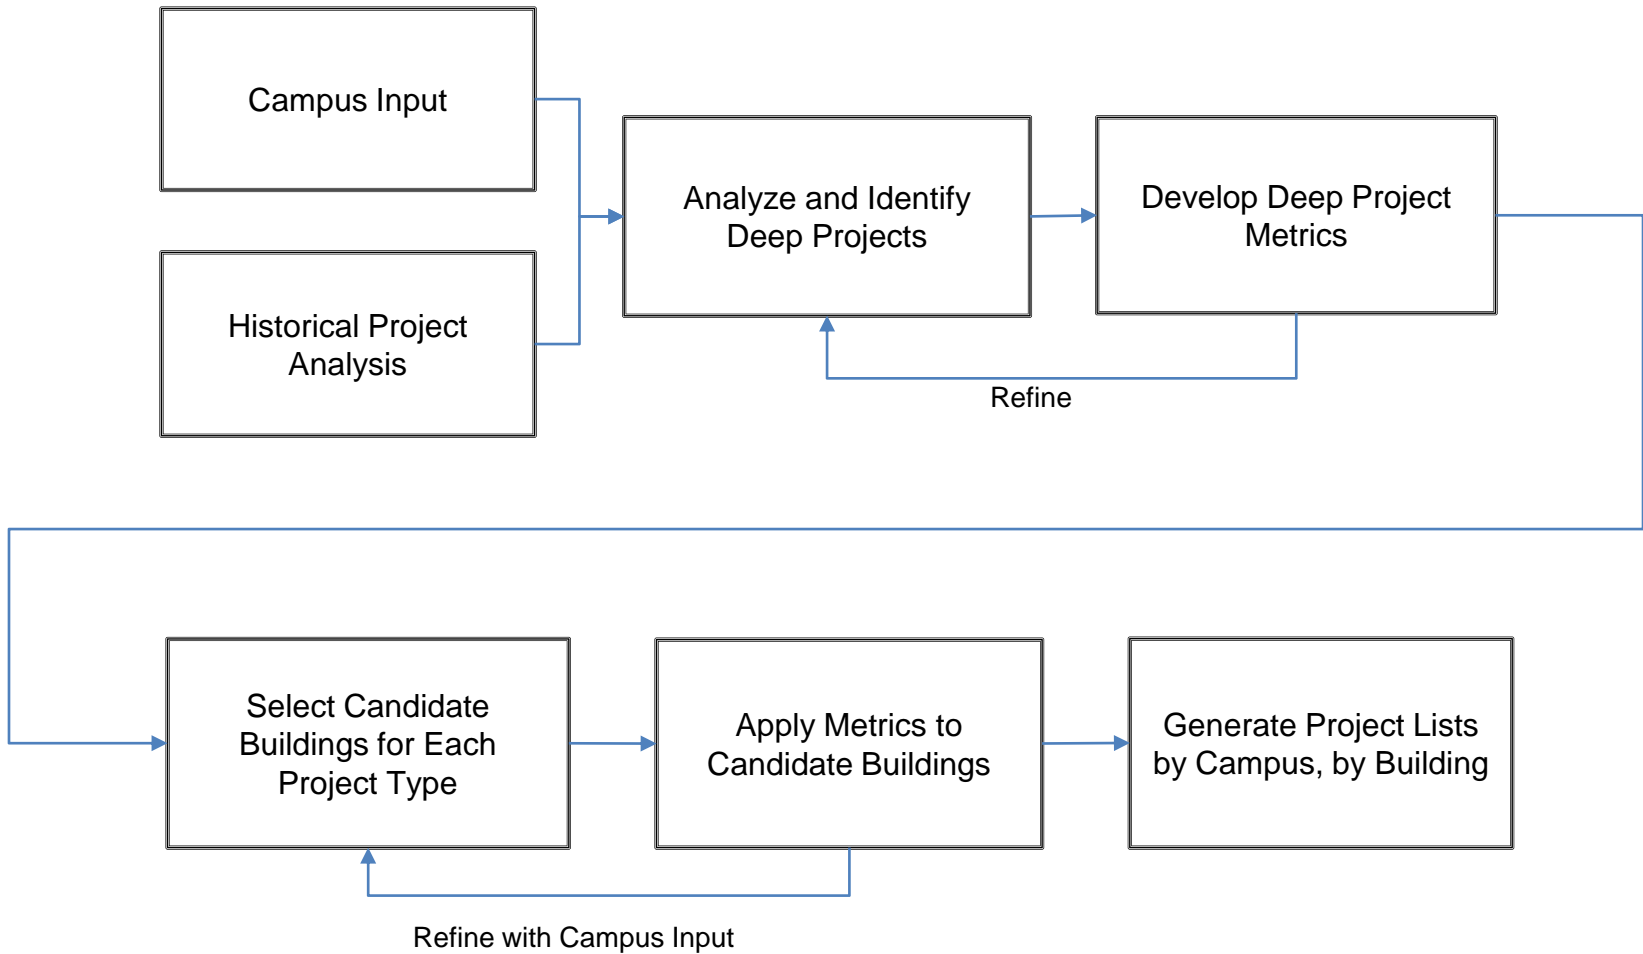 Campus Input
Historical Project
Analysis
Analyze and Identify
Deep Projects
Develop Deep Project
Metrics
Refine
Select Candidate
Buildings for Each
Project Type
Apply Metrics to
Candidate Buildings
Generate Project Lists
by Campus, by Building
Refine with Campus Input